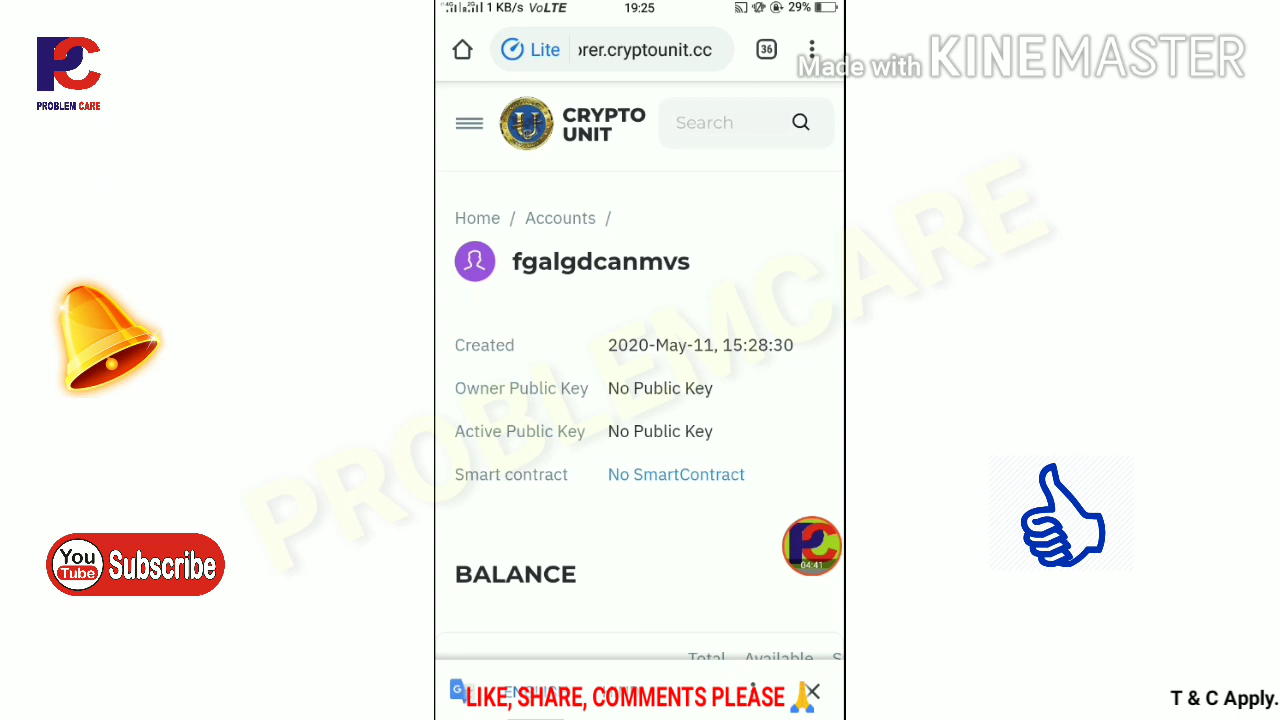 1 KB/s VoLTE 19:25 29%
Made with KINEMASTER
Lite rer.cryptounit.cc 36
PROBLEM CARE
CRYPTO
UNIT
Search
Home / Accounts /
fgalgdcanmvs
Created 2020-May-11, 15:28:30
Owner Public Key No Public Key
Active Public Key No Public Key
Smart contract No SmartContract
PROBLEMCARE
You
Tube
Subscribe
PC
04:41
BALANCE
Total Available S
LIKE, SHARE, COMMENTS PLEASE
T & C Apply.